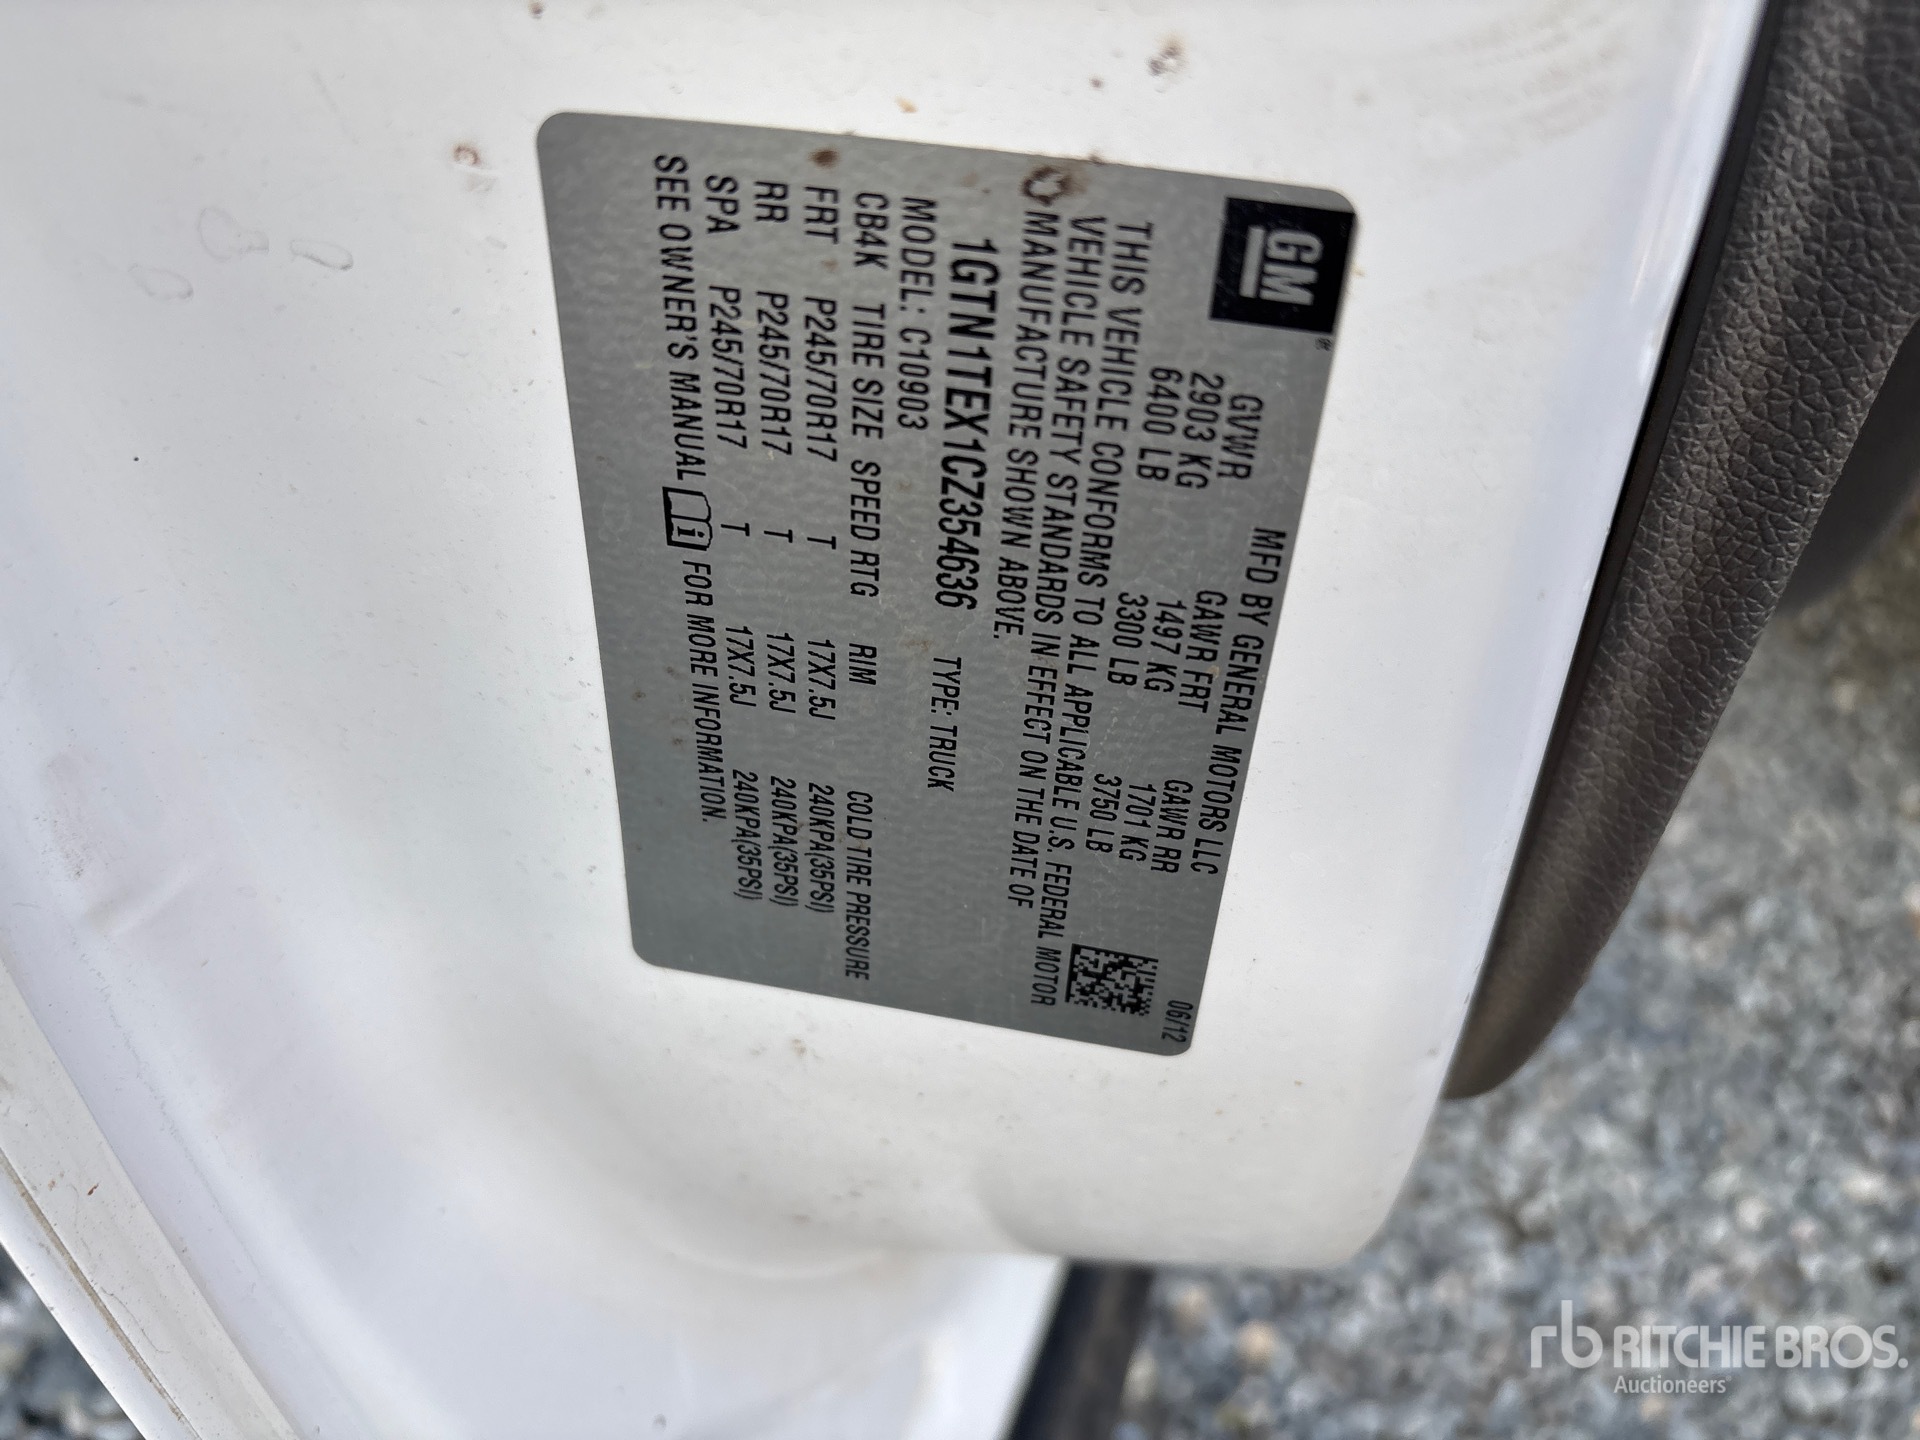 GM
MFD BY GENERAL MOTORS LLC 06/12
GVWR GAWR FRT GAWR RR
2903 KG 1497 KG 1701 KG
6400 LB 3300 LB 3750 LB
THIS VEHICLE CONFORMS TO ALL APPLICABLE U.S. FEDERAL MOTOR
VEHICLE SAFETY STANDARDS IN EFFECT ON THE DATE OF
MANUFACTURE SHOWN ABOVE.
1GTN1TEX1CZ354636 TYPE: TRUCK
MODEL: C10903
CB4K TIRE SIZE SPEED RTG RIM COLD TIRE PRESSURE
FRT P245/70R17 T 17X7.5J 240KPA(35PSI)
RR P245/70R17 T 17X7.5J 240KPA(35PSI)
SPA P245/70R17 T 17X7.5J 240KPA(35PSI)
SEE OWNER'S MANUAL i FOR MORE INFORMATION.
rb RITCHIE BROS.
Auctioneers